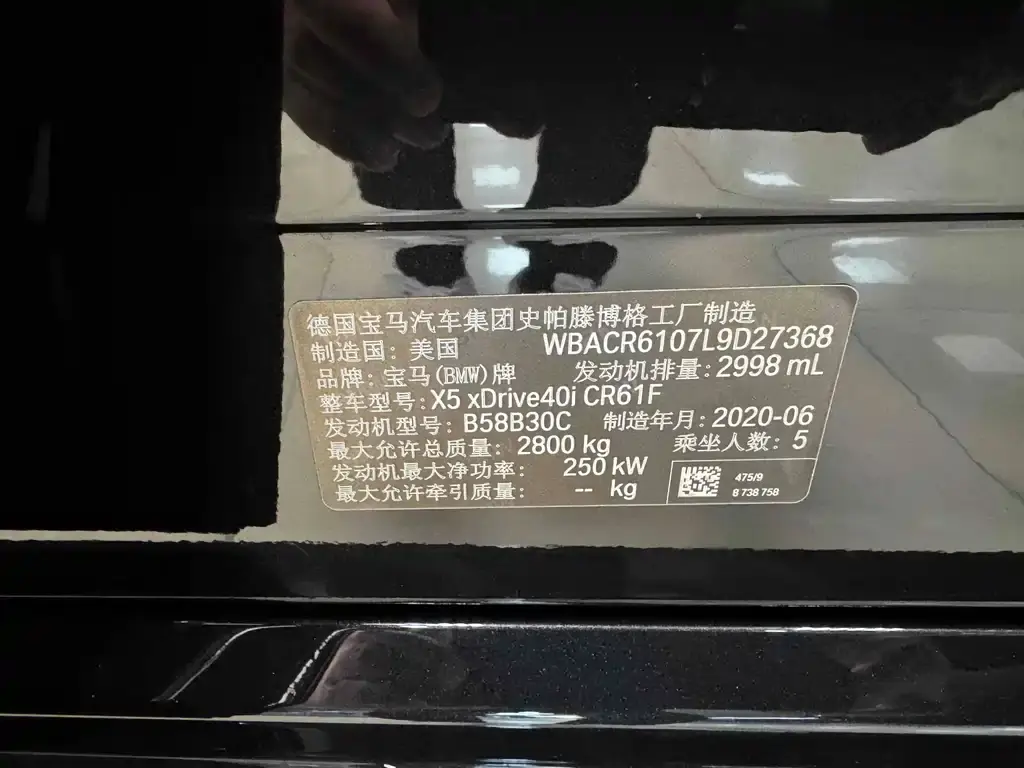 德国宝马汽车集团史帕滕博格工厂制造
制造国：美国 WBACR6107L9D27368
品牌：宝马(BMW)牌 发动机排量：2998 mL
整车型号：X5 xDrive40i CR61F
发动机型号：B58B30C 制造年月：2020-06
最大允许总质量：2800 kg 乘坐人数：5
发动机最大净功率：250 kW
最大允许牵引质量：-- kg
475/9
8 738 758